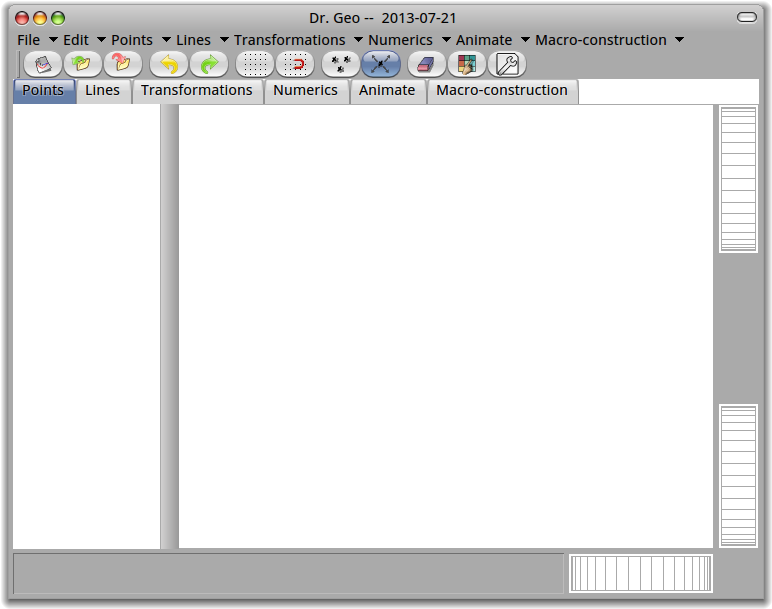 Dr. Geo -- 2013-07-21
File Edit Points Lines Transformations Numerics Animate Macro-construction
Points Lines Transformations Numerics Animate Macro-construction